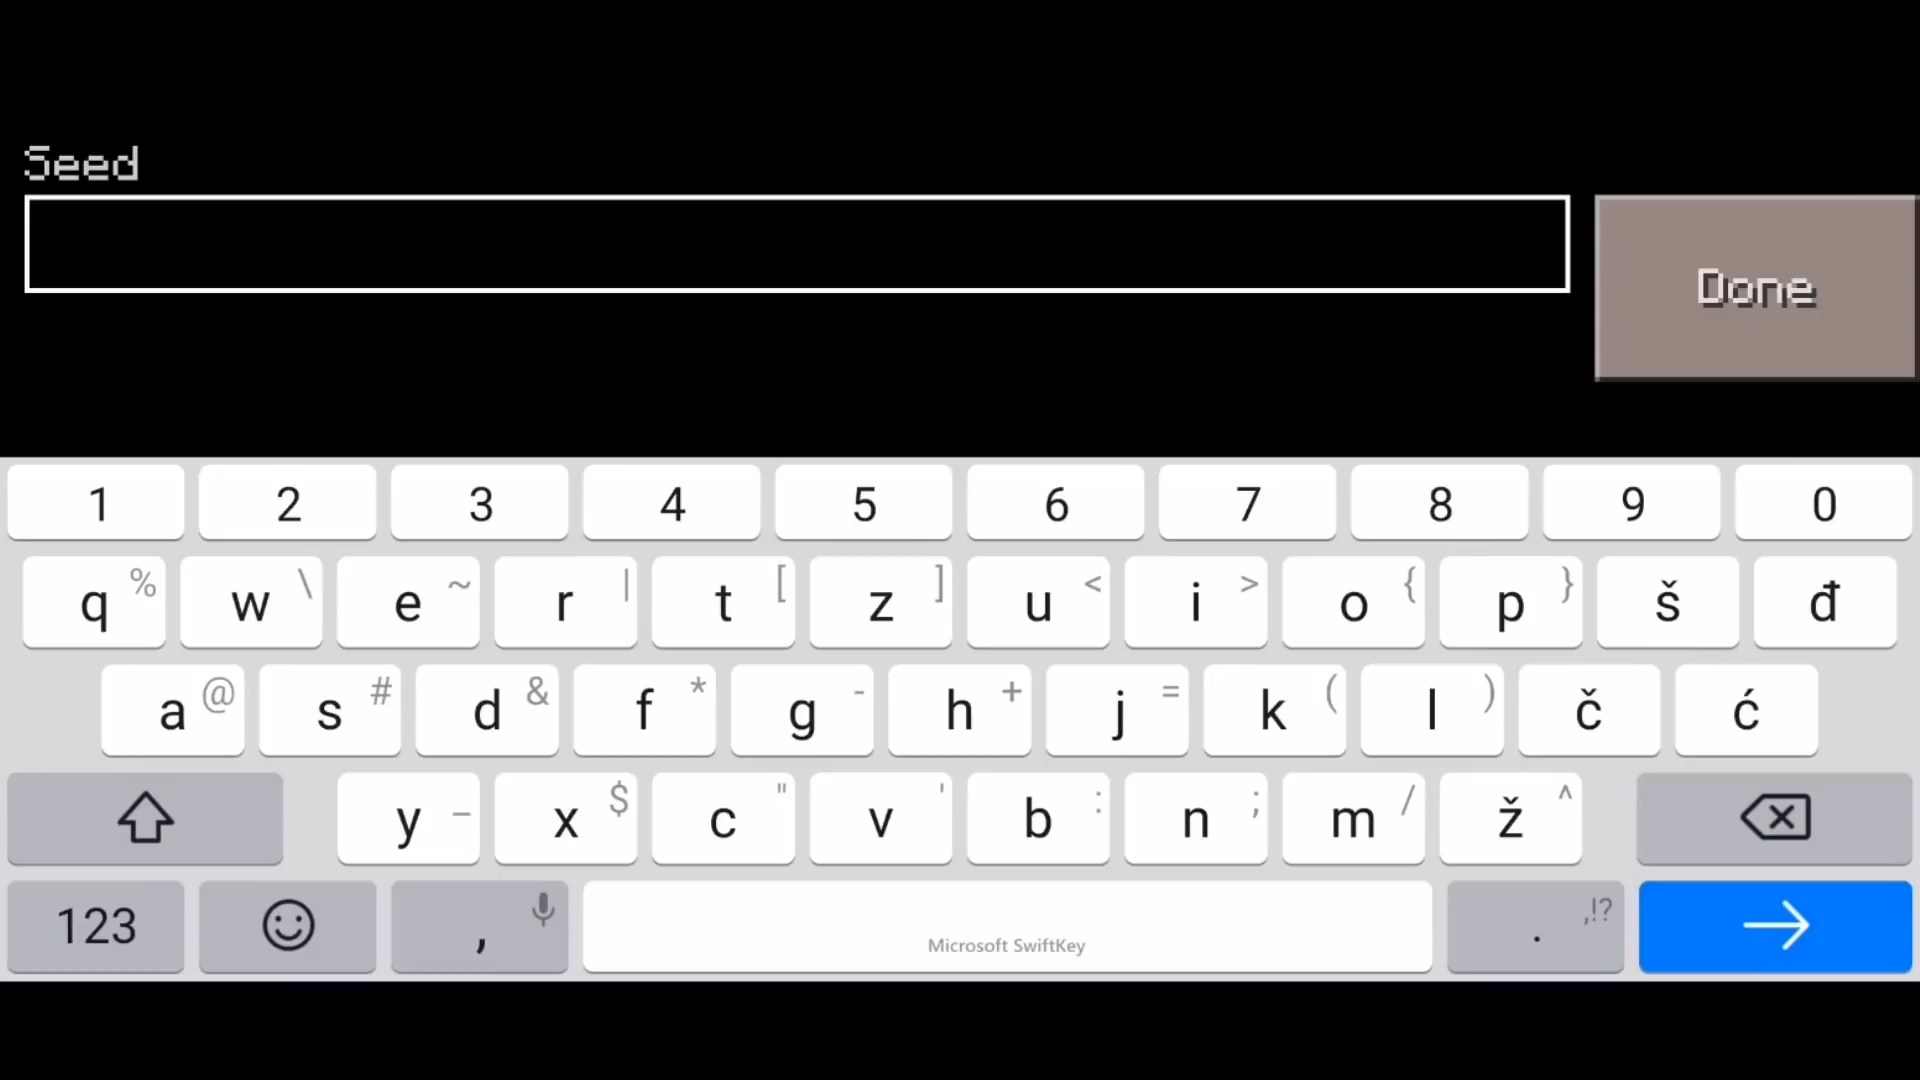 Seed
Done
1 2 3 4 5 6 7 8 9 0
q % w \ e ~ r | t [ z ] u < i > o { p } š đ
a @ s # d & f * g - h + j = k ( l ) č ć
y _ x $ c " v ' b : n ; m / ž ^
123 , Microsoft SwiftKey . ,!?